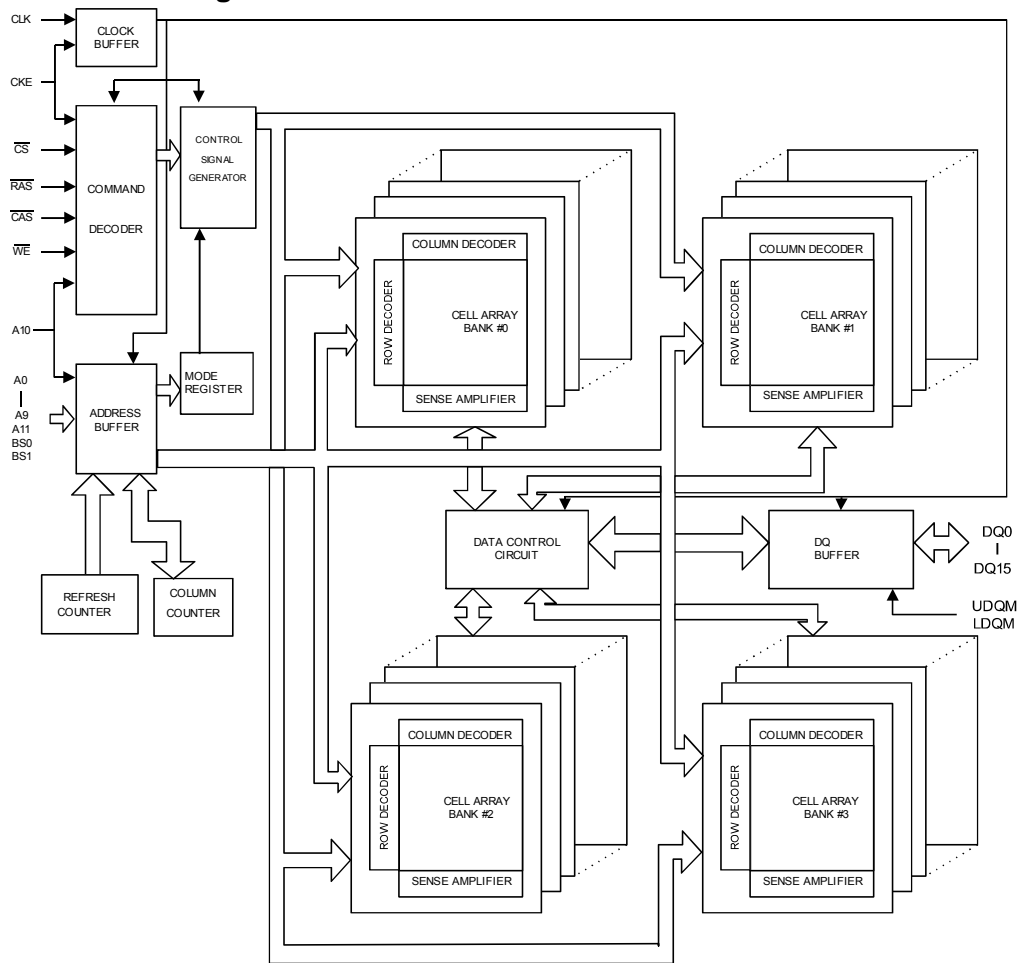 CLK
CLOCK
BUFFER
CKE
CS
RAS
CAS
WE
COMMAND
DECODER
CONTROL
SIGNAL
GENERATOR
A10
A0
A9
A11
BS0
BS1
ADDRESS
BUFFER
MODE
REGISTER
REFRESH
COUNTER
COLUMN
COUNTER
COLUMN DECODER
ROW DECODER
CELL ARRAY
BANK #0
SENSE AMPLIFIER
COLUMN DECODER
ROW DECODER
CELL ARRAY
BANK #1
SENSE AMPLIFIER
DATA CONTROL
CIRCUIT
DQ
BUFFER
DQ0
DQ15
UDQM
LDQM
COLUMN DECODER
ROW DECODER
CELL ARRAY
BANK #2
SENSE AMPLIFIER
COLUMN DECODER
ROW DECODER
CELL ARRAY
BANK #3
SENSE AMPLIFIER